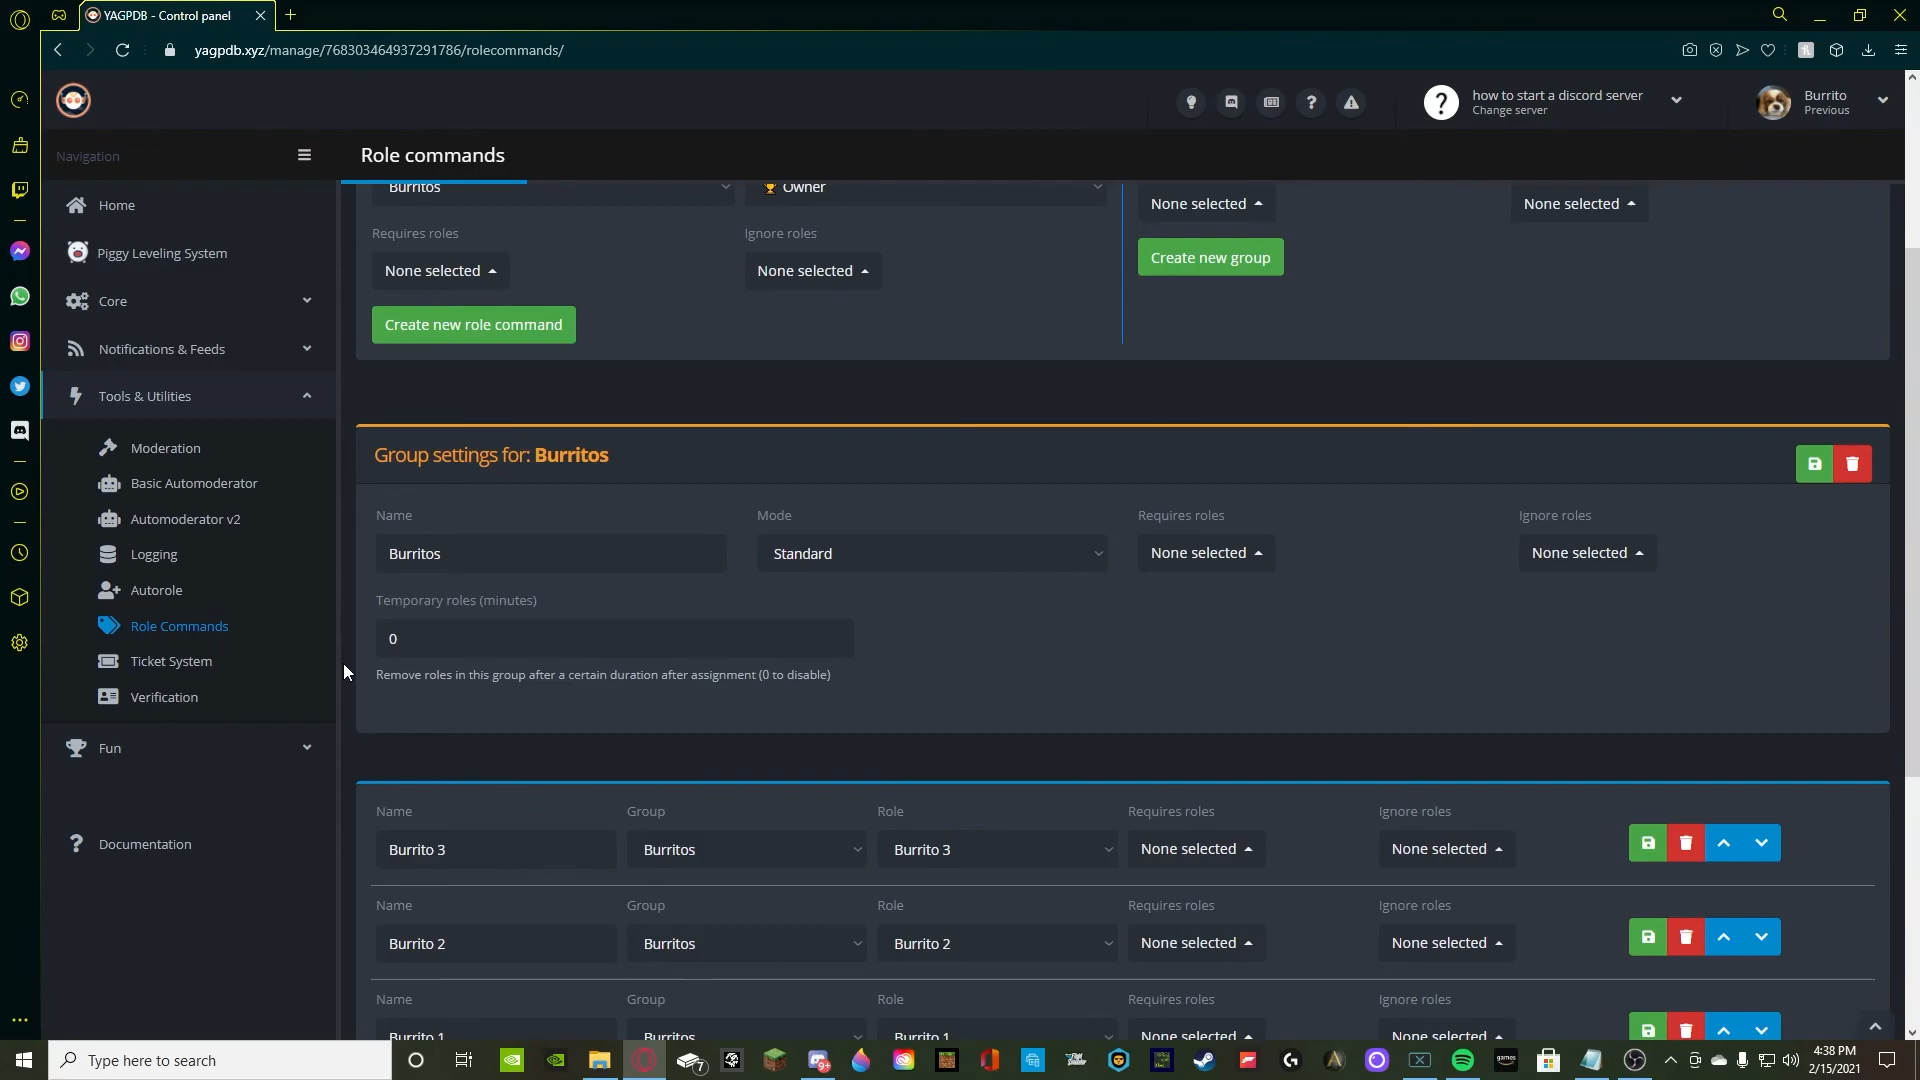 YAGPDB - Control panel
yagpdb.xyz/manage/768303464937291786/rolecommands/
how to start a discord server
Change server
Burrito
Previous
Navigation
Role commands
Home
Piggy Leveling System
Core
Notifications & Feeds
Tools & Utilities
Moderation
Basic Automoderator
Automoderator v2
Logging
Autorole
Role Commands
Ticket System
Verification
Fun
Documentation
Burritos
Owner
None selected
None selected
Requires roles
Ignore roles
None selected
None selected
Create new group
Create new role command
Group settings for: Burritos
Name
Mode
Requires roles
Ignore roles
Burritos
Standard
None selected
None selected
Temporary roles (minutes)
0
Remove roles in this group after a certain duration after assignment (0 to disable)
Name
Group
Role
Requires roles
Ignore roles
Burrito 3
Burritos
Burrito 3
None selected
None selected
Name
Group
Role
Requires roles
Ignore roles
Burrito 2
Burritos
Burrito 2
None selected
None selected
Name
Group
Role
Requires roles
Ignore roles
Burrito 1
Burritos
Burrito 1
None selected
None selected
Type here to search
7
9+
games
4:38 PM
2/15/2021